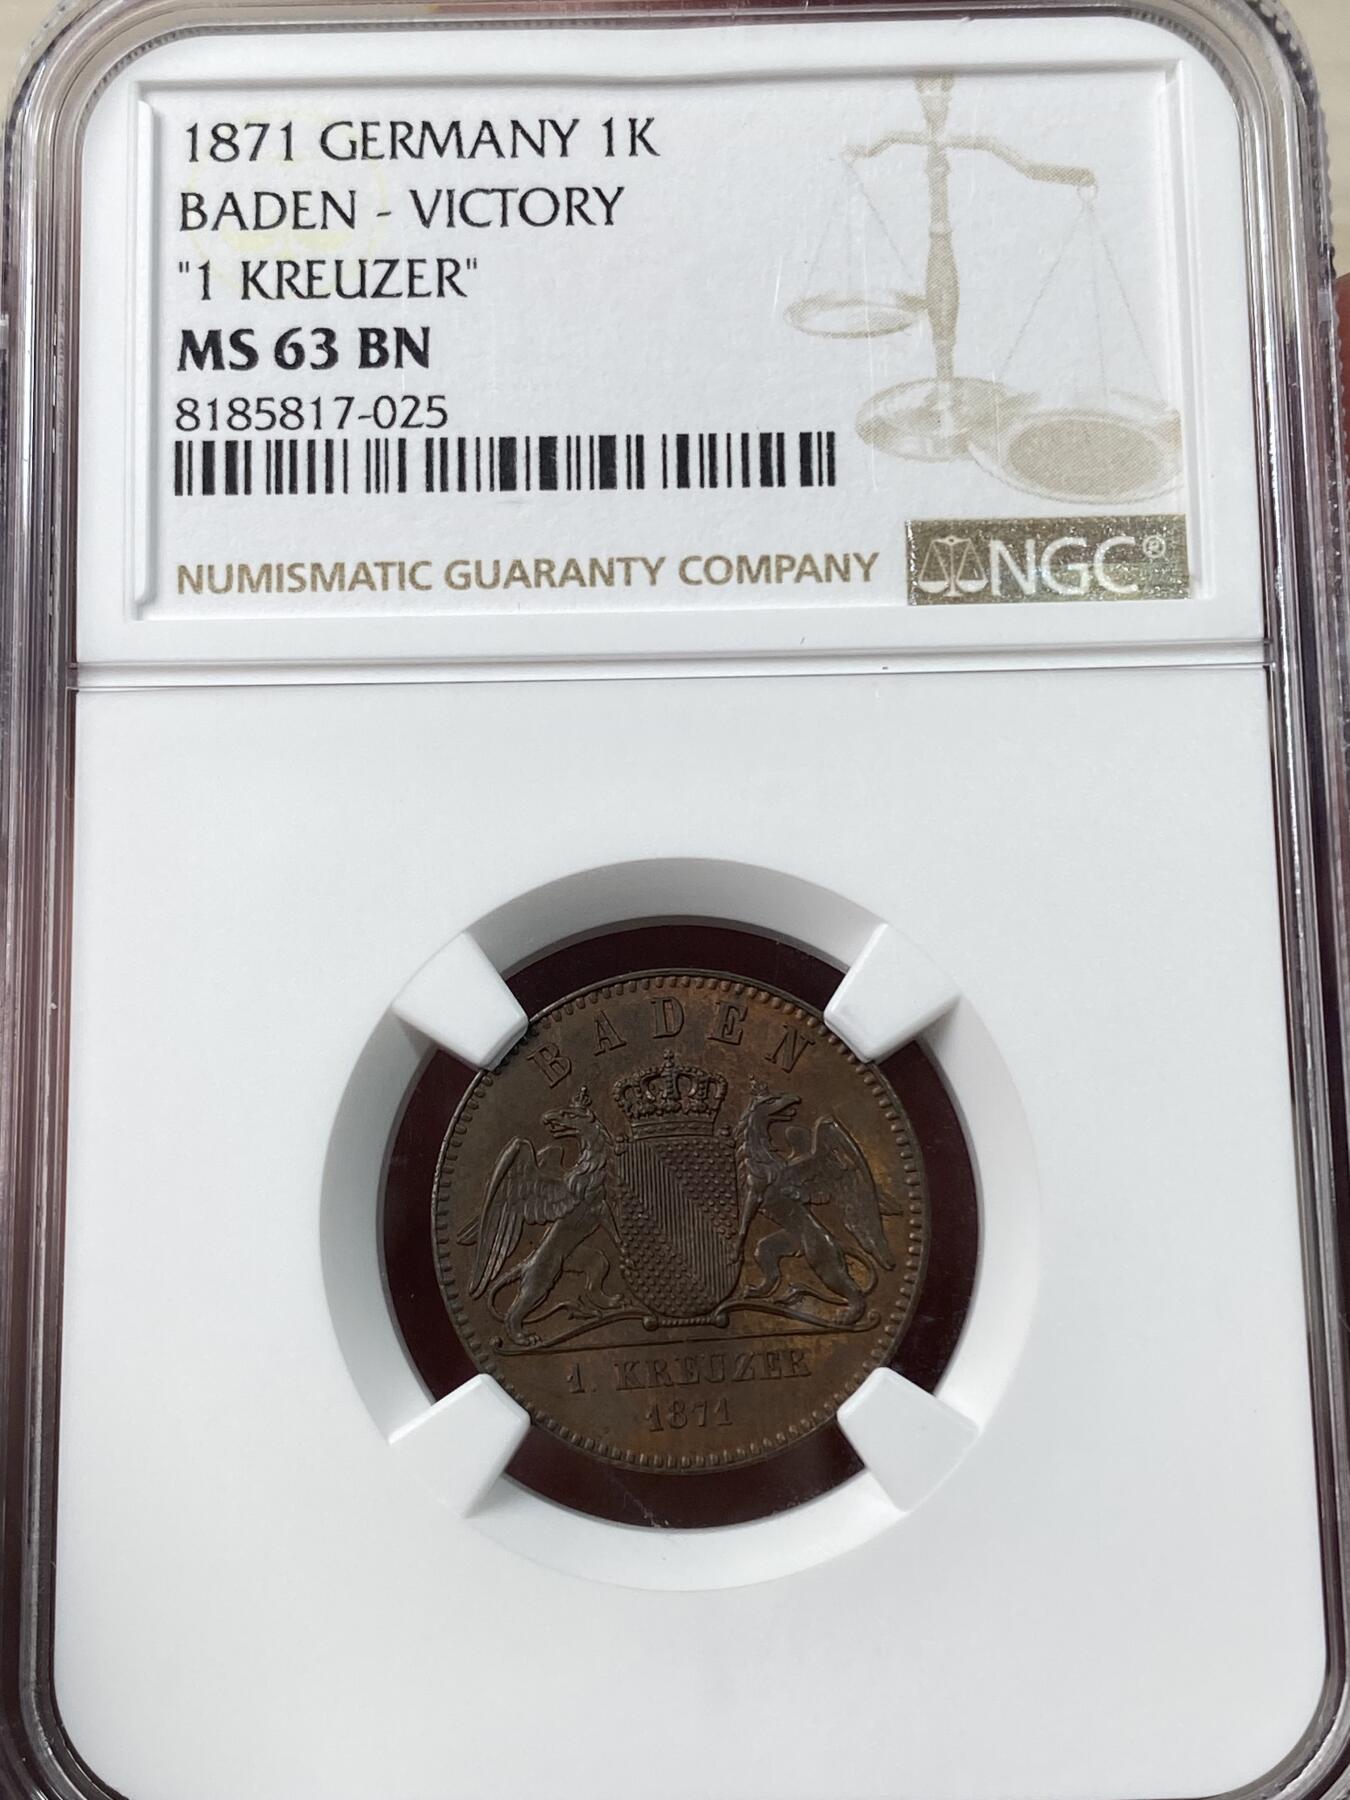 1871 GERMANY 1K
BADEN - VICTORY
"1 KREUZER"
MS 63 BN
8185817-025
NUMISMATIC GUARANTY COMPANY
NGC®
BADEN
1. KREUZER
1871